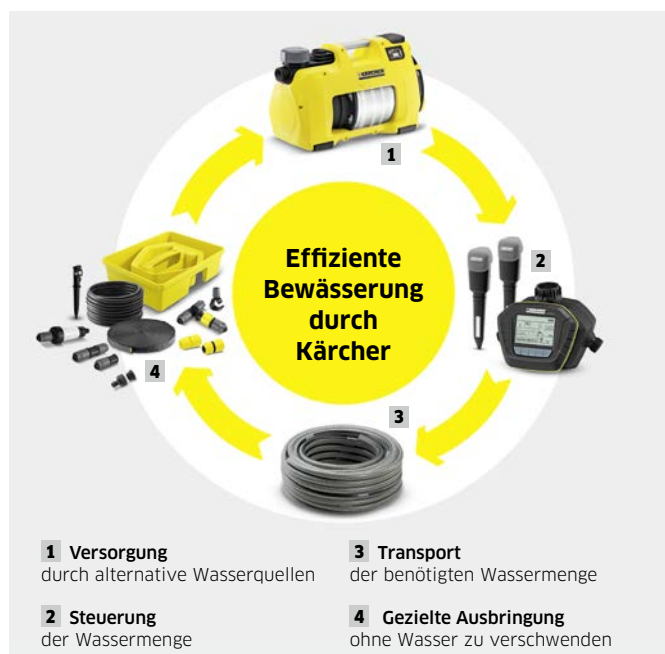 KÄRCHER
1
Effiziente
Bewässerung
durch
Kärcher
2
4
3
1 Versorgung
durch alternative Wasserquellen
2 Steuerung
der Wassermenge
3 Transport
der benötigten Wassermenge
4 Gezielte Ausbringung
ohne Wasser zu verschwenden